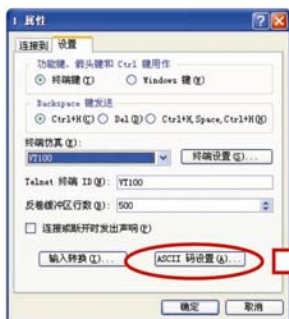 1 属性
连接到 设置
功能键、箭头键和 Ctrl 键用作
终端键(T) Windows 键(W)
Backspace 键发送
Ctrl+H(C) Del(D) Ctrl+H, Space, Ctrl+H(H)
终端仿真(E):
VT100 终端设置(S)...
Telnet 终端 ID(N): VT100
反卷缓冲区行数(B): 500
连接或断开时发出声响(P)
输入转换(I)... ASCII 码设置(A)...
确定 取消